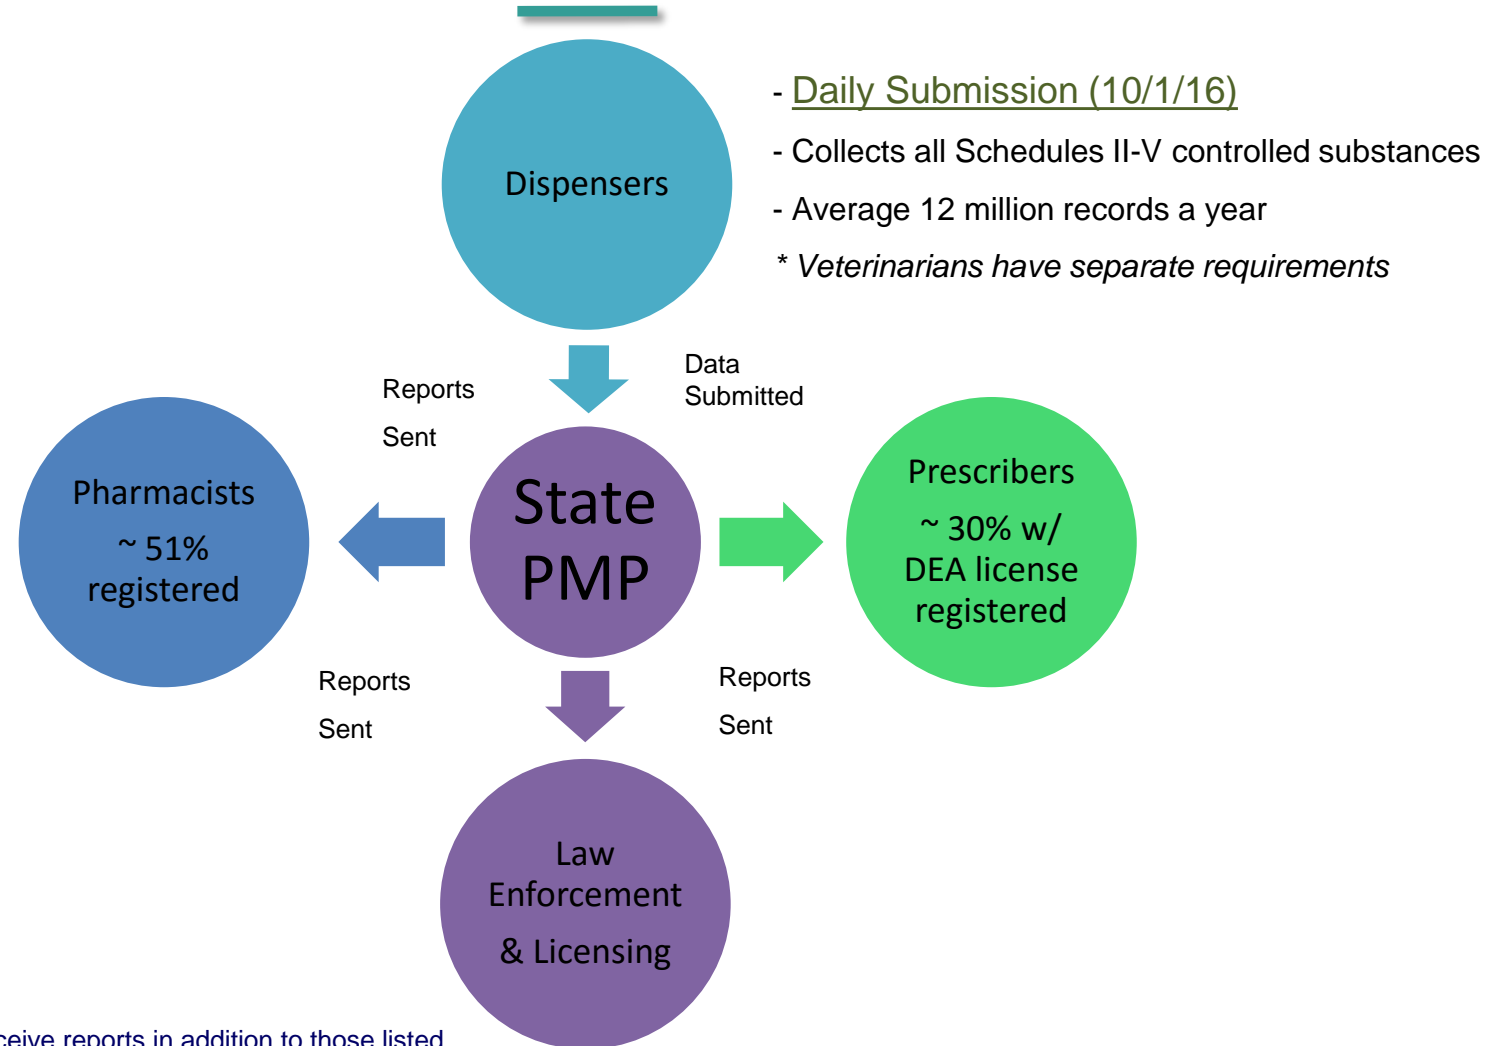 Dispensers
- Daily Submission (10/1/16)
- Collects all Schedules II-V controlled substances
- Average 12 million records a year
* Veterinarians have separate requirements
Reports
Sent
Data
Submitted
Pharmacists
~ 51%
registered
State
PMP
Prescribers
~ 30% w/
DEA license
registered
Reports
Sent
Reports
Sent
Law
Enforcement
& Licensing
reports in addition to those listed